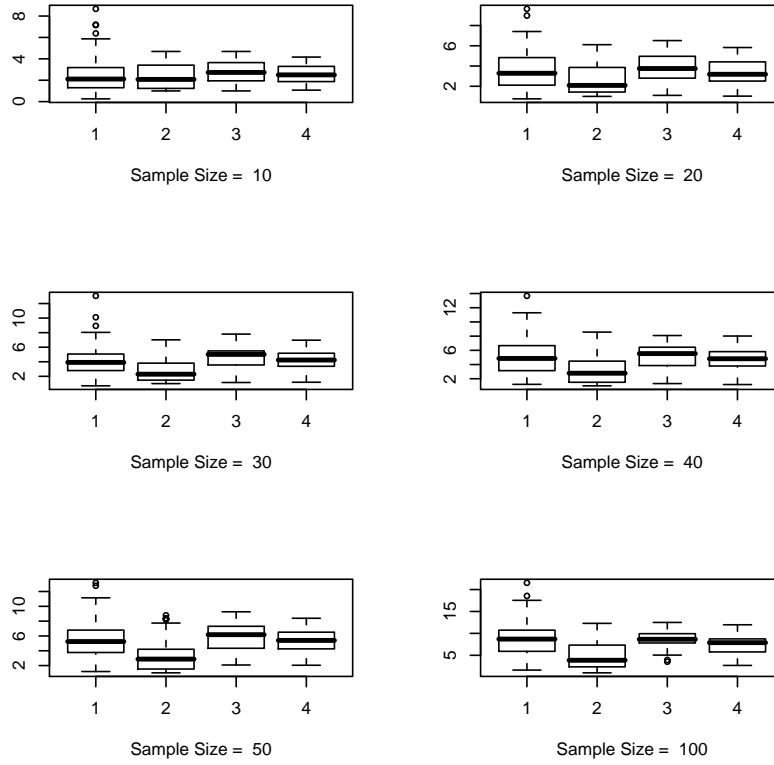 0 2 4 6 8
1 2 3 4
Sample Size = 10
2 6
1 2 3 4
Sample Size = 20
2 6 10
1 2 3 4
Sample Size = 30
2 6 12
1 2 3 4
Sample Size = 40
2 6 10
1 2 3 4
Sample Size = 50
5 15
1 2 3 4
Sample Size = 100